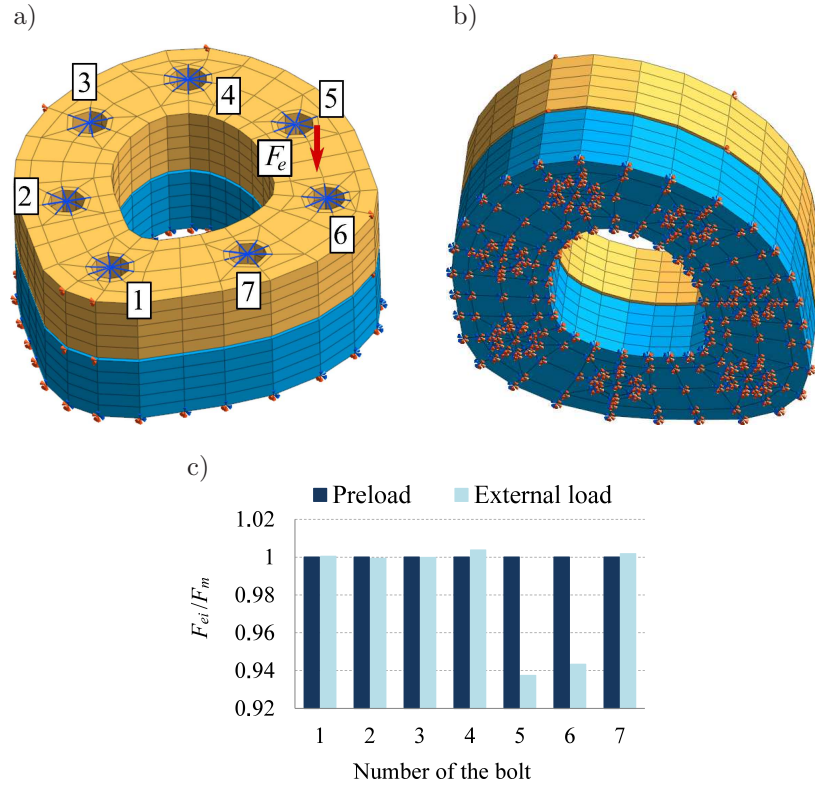 a)
b)
3
4
5
F_e
2
6
1
7
c)
Preload External load
1.02
1
0.98
0.96
0.94
0.92
F_ei/F_m
1 2 3 4 5 6 7
Number of the bolt